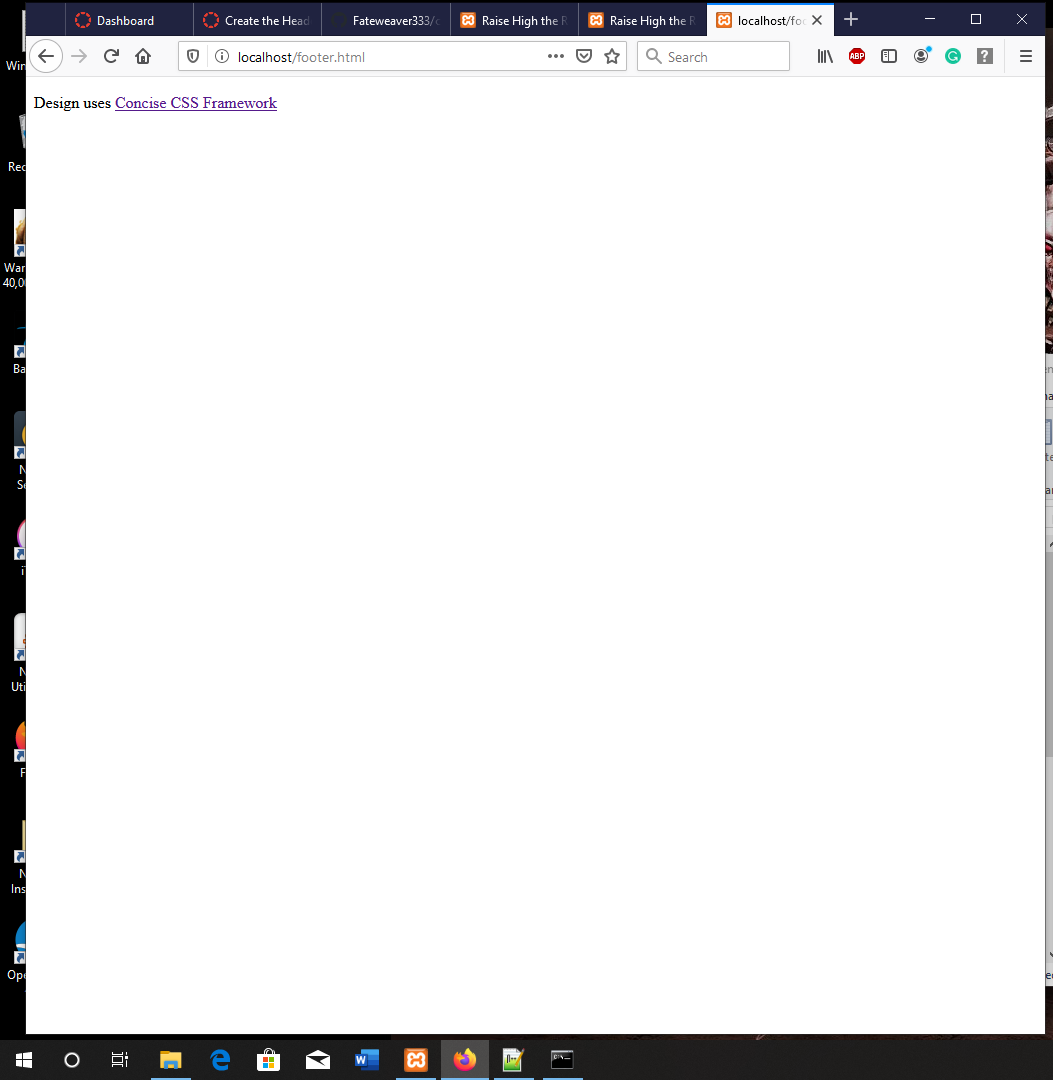 Dashboard
Create the Head
Fateweaver333/c
Raise High the R
Raise High the R
localhost/foo
localhost/footer.html
Search
ABP
Design uses Concise CSS Framework
Win
Rec
War
40,00
Ba
N
Se
N
Uti
F
N
Ins
Ope